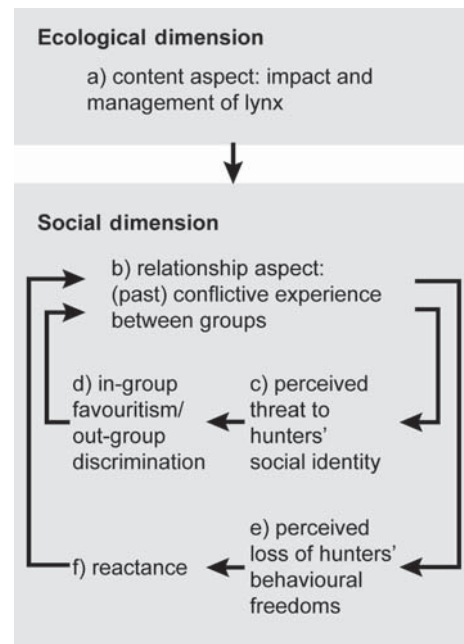 Ecological dimension
a) content aspect: impact and
management of lynx
Social dimension
b) relationship aspect:
(past) conflictive experience
between groups
d) in-group
favouritism/
out-group
discrimination
c) perceived
threat to
hunters'
social identity
f) reactance
e) perceived
loss of hunters'
behavioural
freedoms